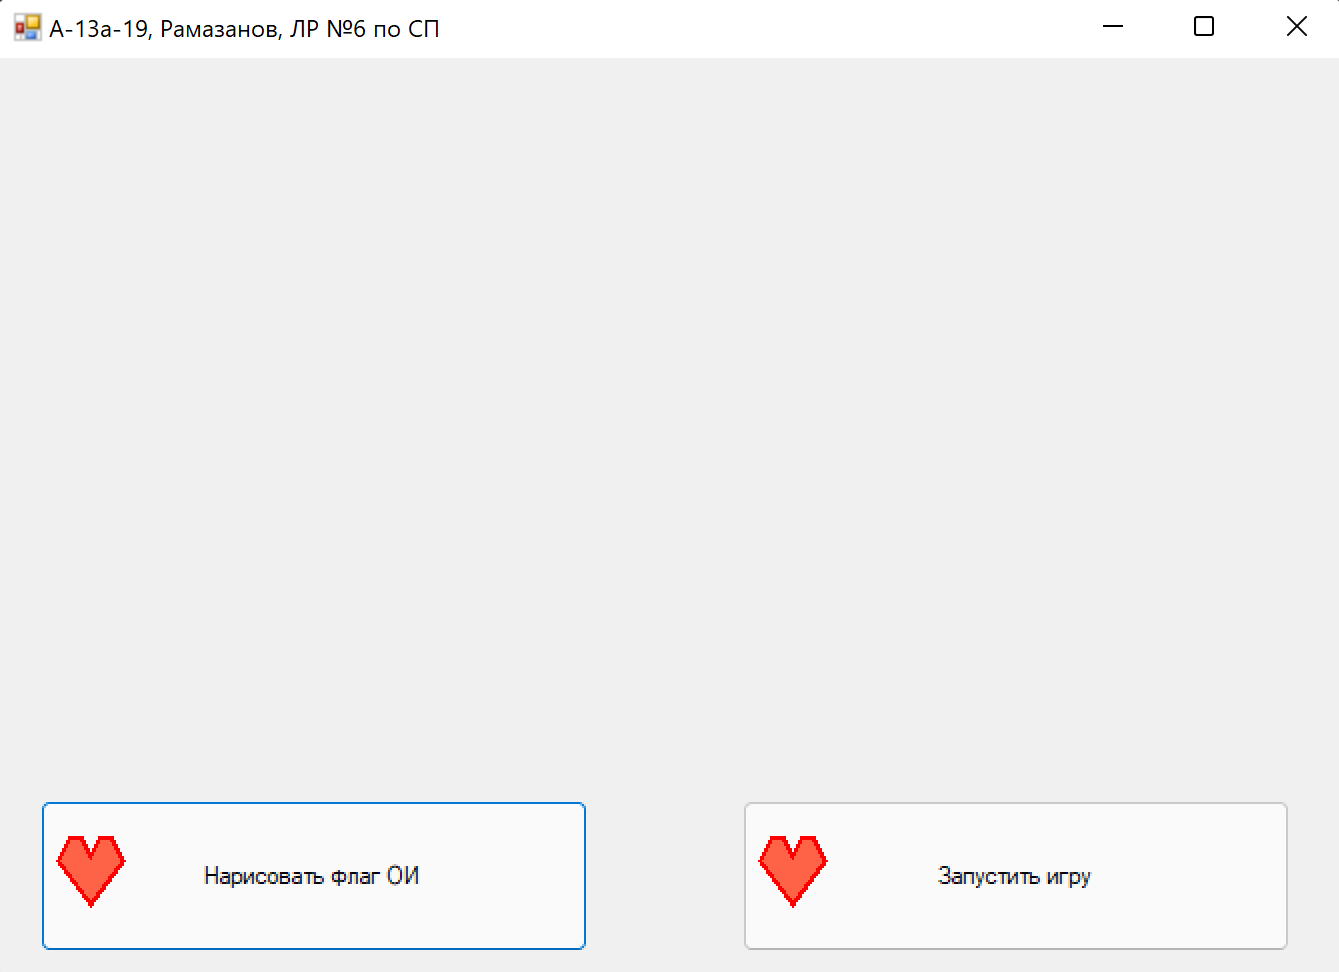 А-13а-19, Рамазанов, ЛР №6 по СП
Нарисовать флаг ОИ
Запустить игру